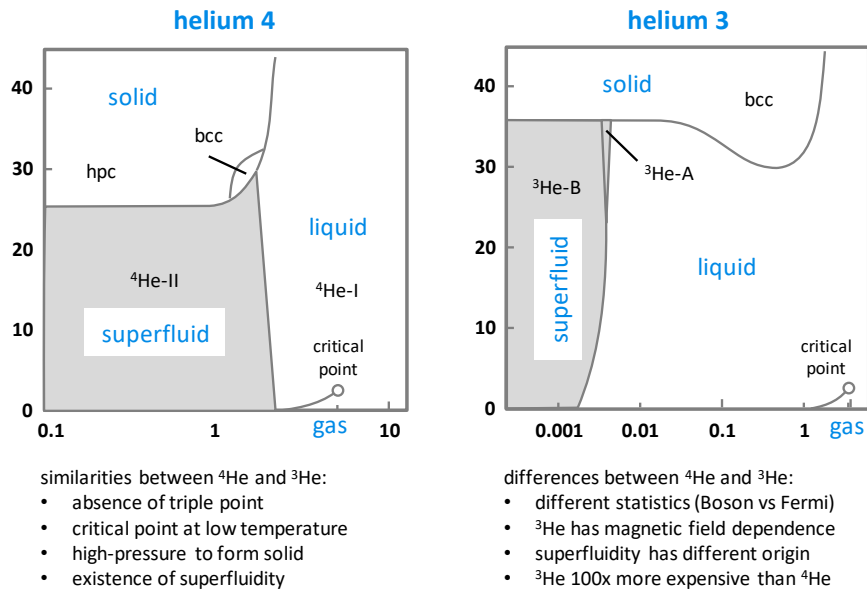 helium 4
40
30
20
10
0
solid
bcc
hpc
liquid
⁴He-II
⁴He-I
superfluid
critical
point
0.1
1
gas
10
similarities between ⁴He and ³He:
• absence of triple point
• critical point at low temperature
• high-pressure to form solid
• existence of superfluidity
helium 3
40
30
20
10
0
solid
bcc
³He-A
³He-B
superfluid
liquid
critical
point
0.001
0.01
0.1
1
gas
differences between ⁴He and ³He:
• different statistics (Boson vs Fermi)
• ³He has magnetic field dependence
• superfluidity has different origin
• ³He 100x more expensive than ⁴He